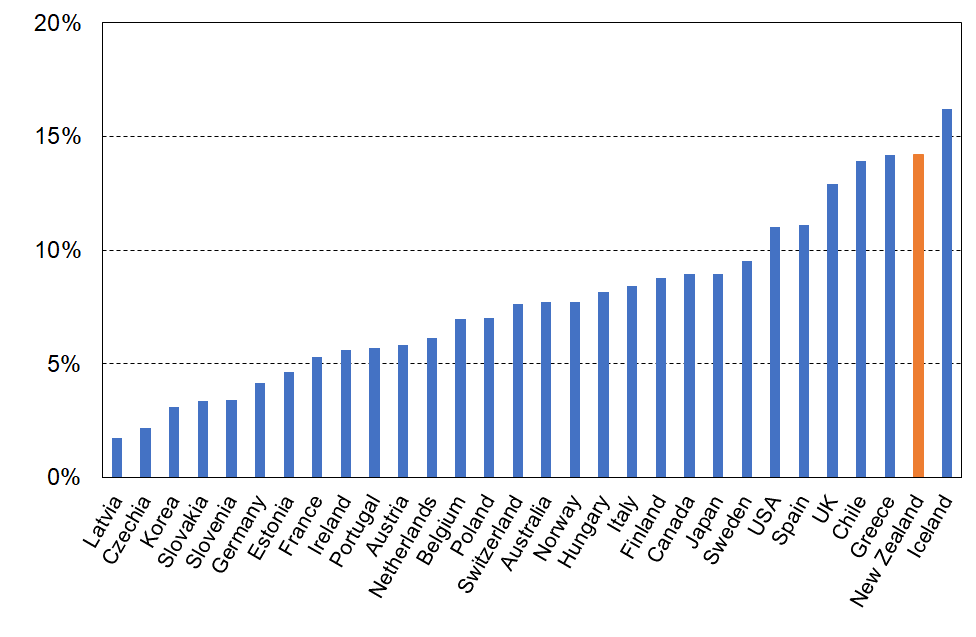 20%
15%
10%
5%
0%
Latvia
Czechia
Korea
Slovakia
Slovenia
Germany
Estonia
France
Ireland
Portugal
Austria
Netherlands
Belgium
Poland
Switzerland
Australia
Norway
Hungary
Italy
Finland
Canada
Japan
Sweden
USA
Spain
UK
Chile
Greece
New Zealand
Iceland